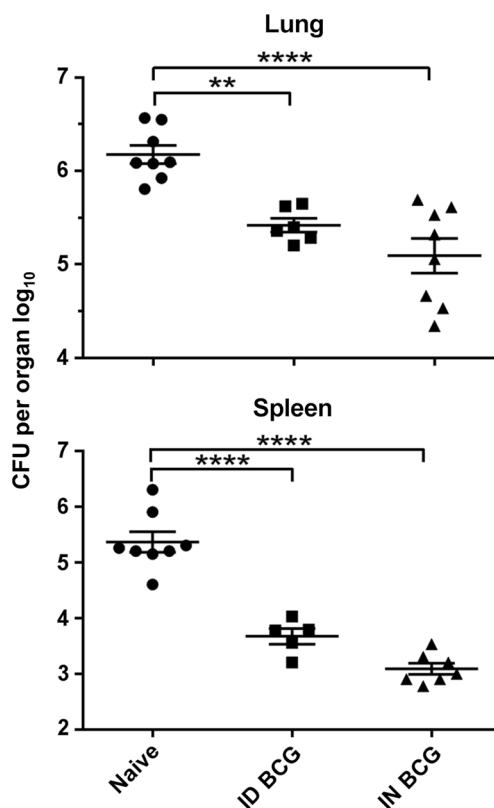 Lung
****
**
7
6
5
4
CFU per organ log10
Spleen
****
****
7
6
5
4
3
2
Naive
ID BCG
IN BCG